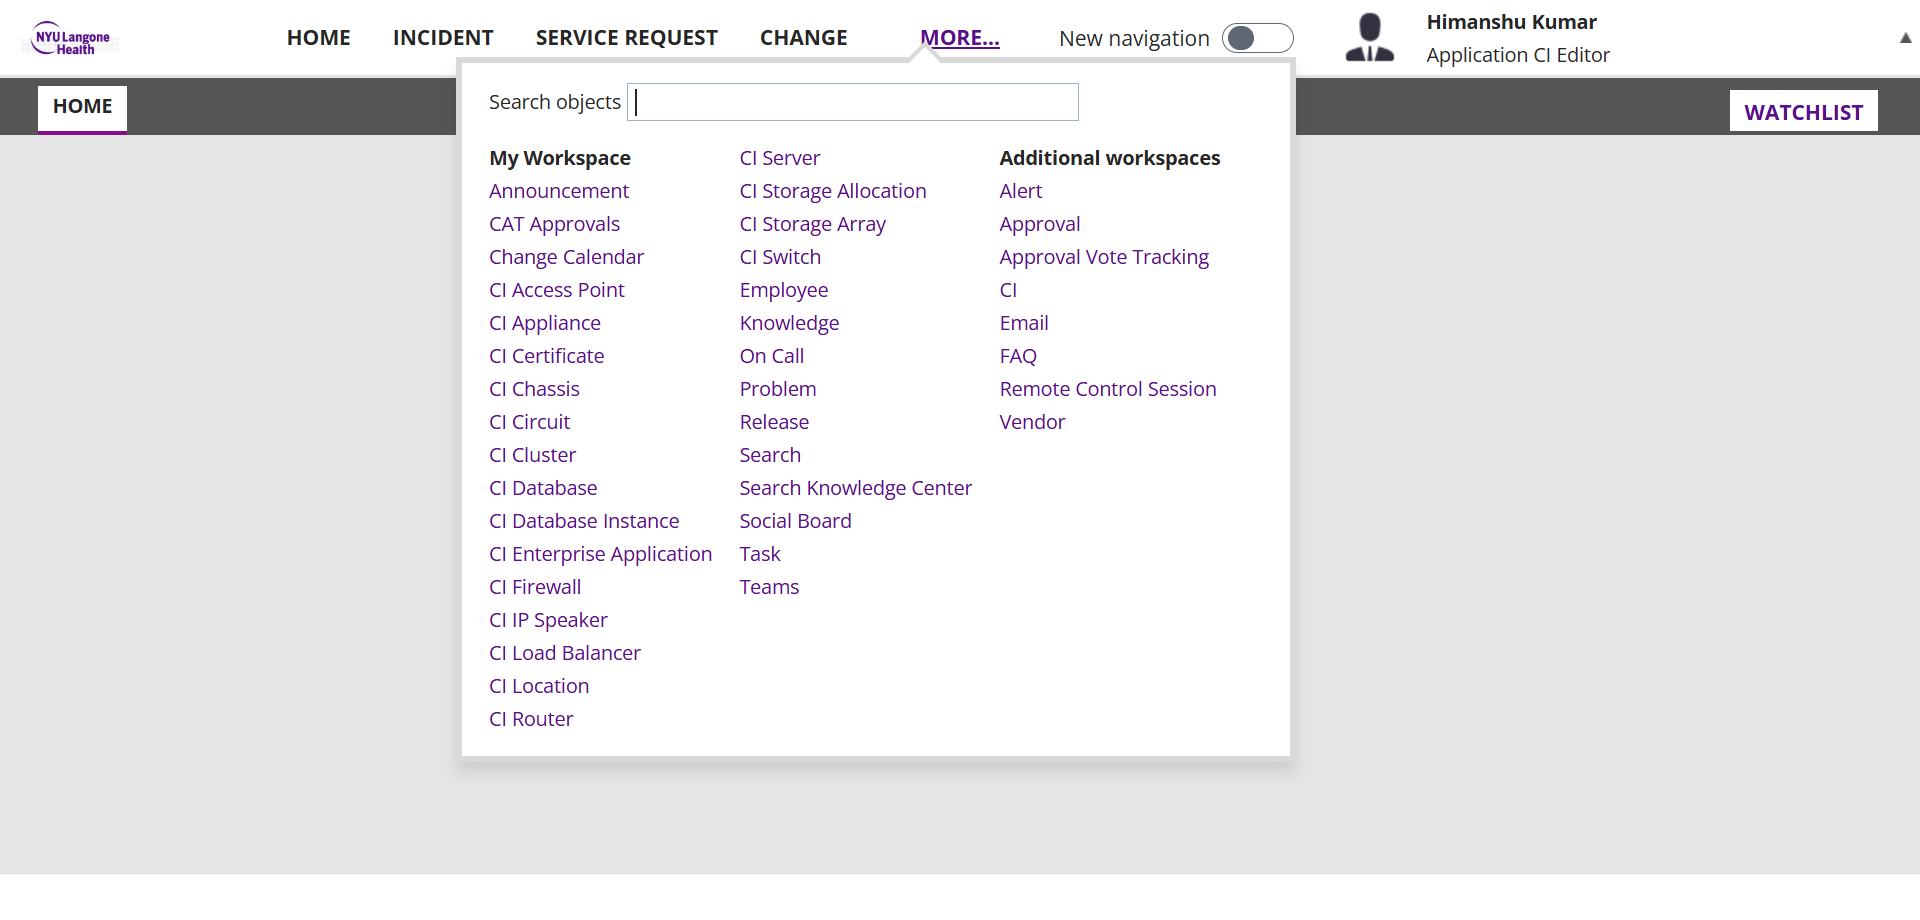 NYU Langone
Health
HOME INCIDENT SERVICE REQUEST CHANGE MORE... New navigation
Himanshu Kumar
Application CI Editor
HOME
WATCHLIST
Search objects
My Workspace
Announcement
CAT Approvals
Change Calendar
CI Access Point
CI Appliance
CI Certificate
CI Chassis
CI Circuit
CI Cluster
CI Database
CI Database Instance
CI Enterprise Application
CI Firewall
CI IP Speaker
CI Load Balancer
CI Location
CI Router
CI Server
CI Storage Allocation
CI Storage Array
CI Switch
Employee
Knowledge
On Call
Problem
Release
Search
Search Knowledge Center
Social Board
Task
Teams
Additional workspaces
Alert
Approval
Approval Vote Tracking
CI
Email
FAQ
Remote Control Session
Vendor